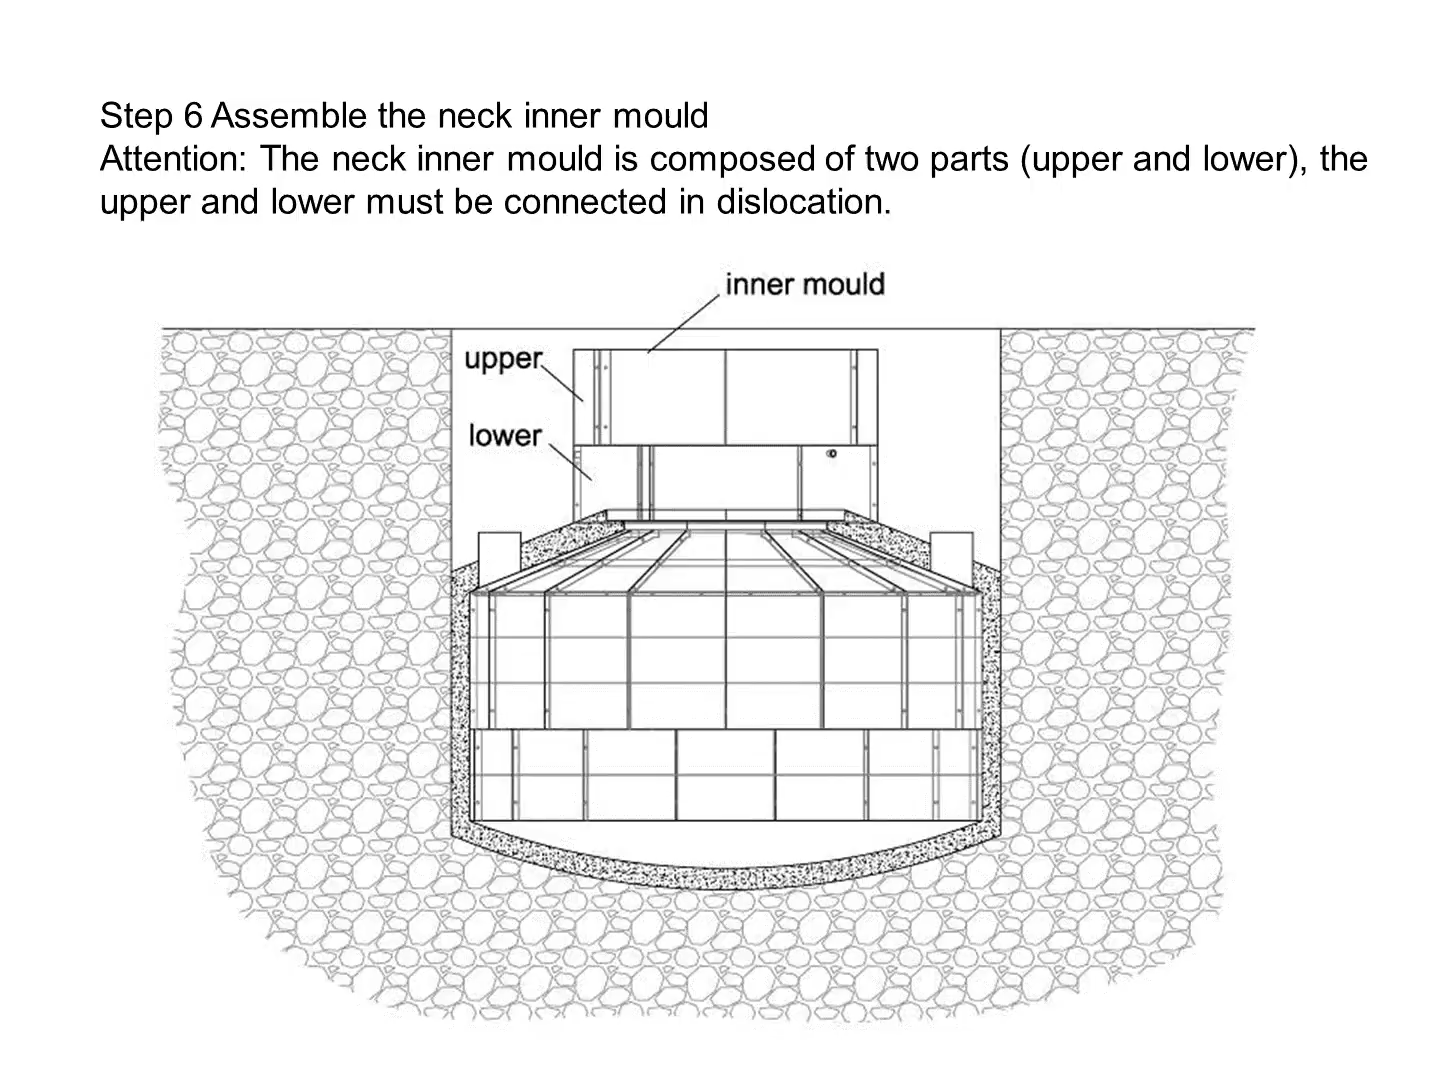 Step 6 Assemble the neck inner mould
Attention: The neck inner mould is composed of two parts (upper and lower), the
upper and lower must be connected in dislocation.
inner mould
upper
lower